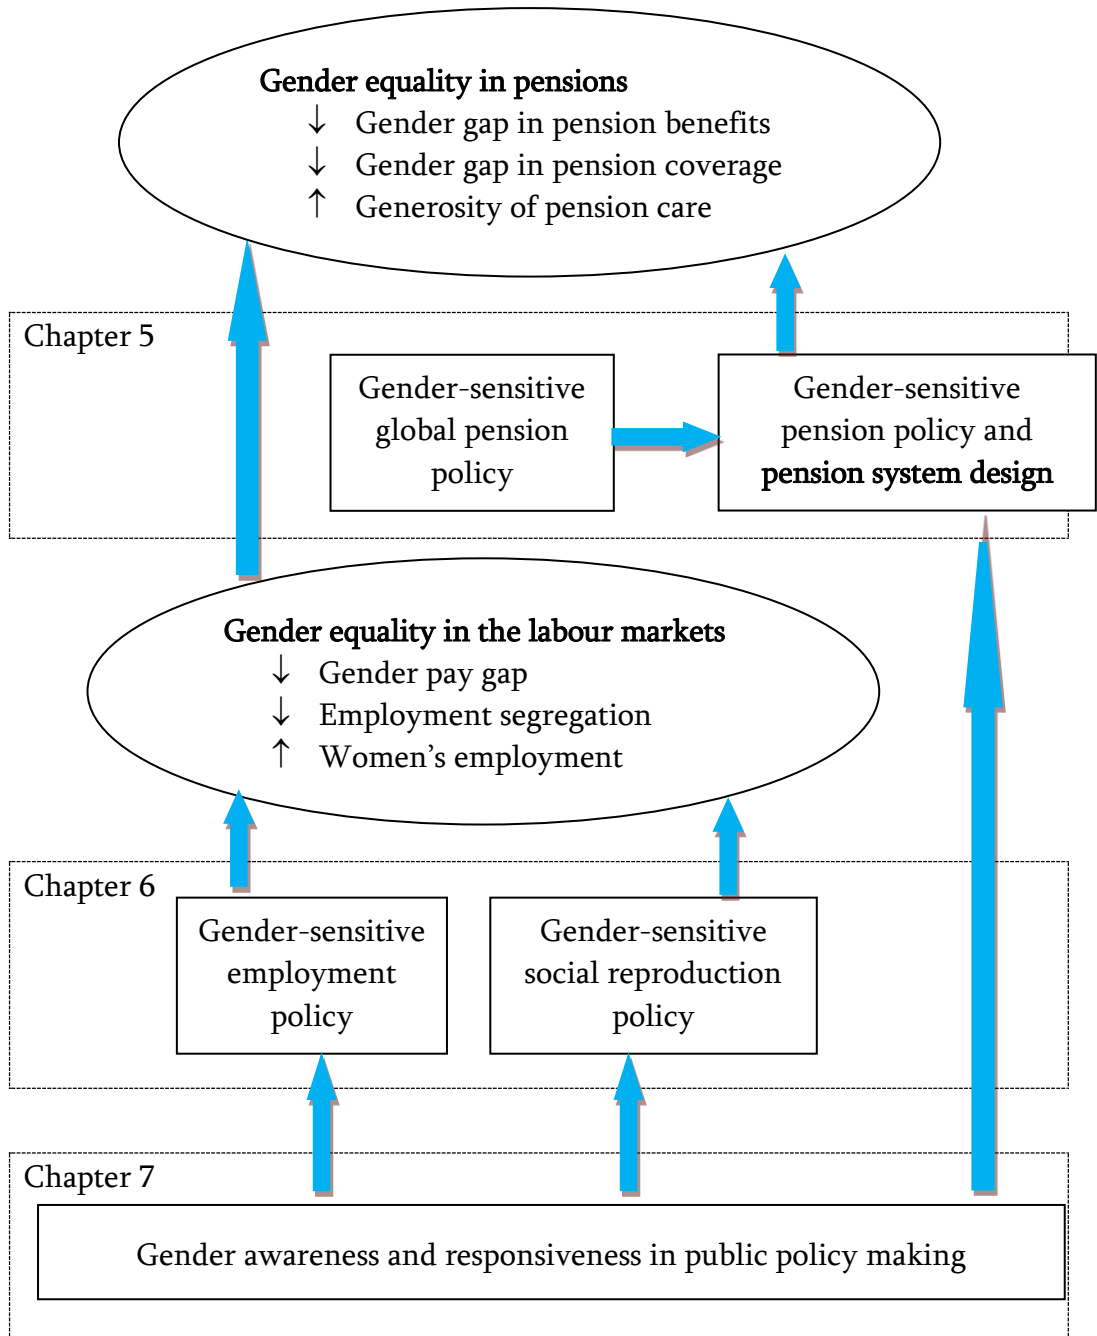 Gender equality in pensions
↓ Gender gap in pension benefits
↓ Gender gap in pension coverage
↑ Generosity of pension care
Chapter 5
Gender-sensitive
global pension
policy
Gender-sensitive
pension policy and
pension system design
Gender equality in the labour markets
↓ Gender pay gap
↓ Employment segregation
↑ Women’s employment
Chapter 6
Gender-sensitive
employment
policy
Gender-sensitive
social reproduction
policy
Chapter 7
Gender awareness and responsiveness in public policy making